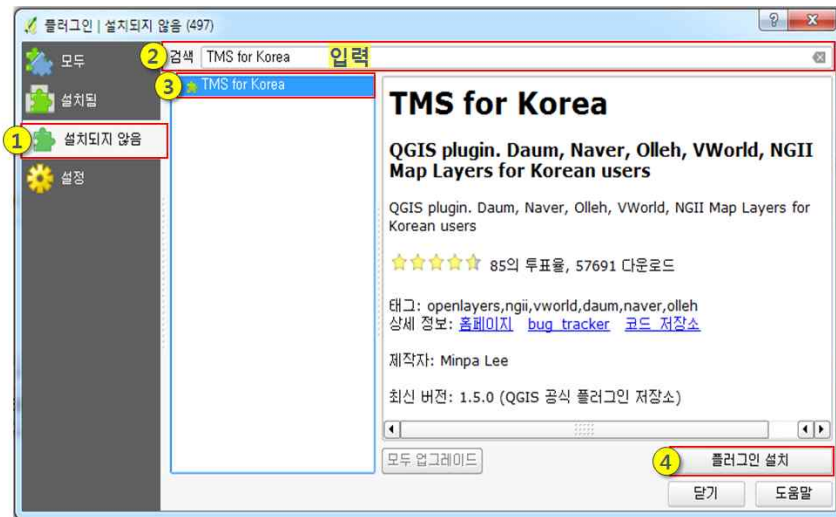 플러그인 | 설치되지 않음 (497)
모두
설치됨
1 설치되지 않음
설정
2 검색 TMS for Korea 입력
3 TMS for Korea
TMS for Korea
QGIS plugin. Daum, Naver, Olleh, VWorld, NGII
Map Layers for Korean users
QGIS plugin. Daum, Naver, Olleh, VWorld, NGII Map Layers for
Korean users
85의 투표율, 57691 다운로드
태그: openlayers,ngii,vworld,daum,naver,olleh
상세 정보: 홈페이지 bug tracker 코드 저장소
제작자: Minpa Lee
최신 버전: 1.5.0 (QGIS 공식 플러그인 저장소)
모두 업그레이드
4 플러그인 설치
닫기 도움말